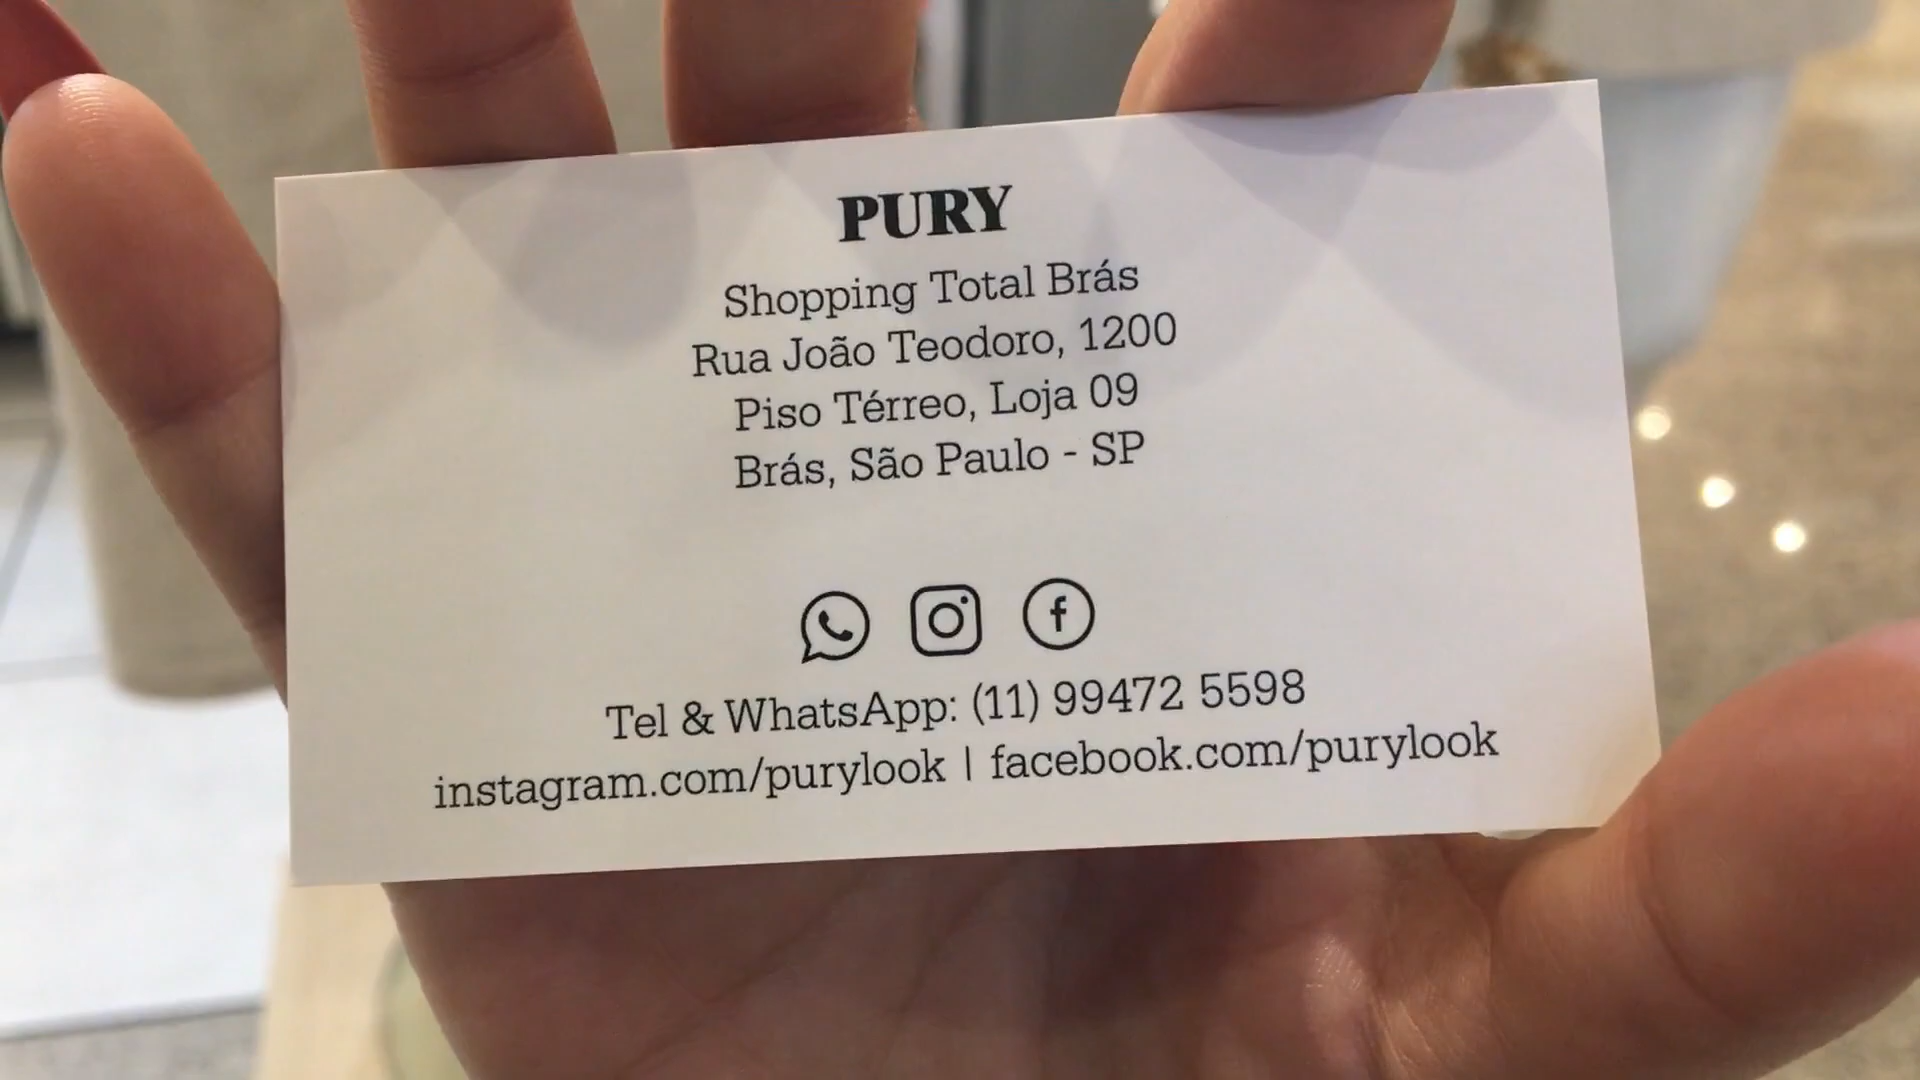 PURY
Shopping Total Brás
Rua João Teodoro, 1200
Piso Térreo, Loja 09
Brás, São Paulo - SP
Tel & WhatsApp: (11) 99472 5598
instagram.com/purylook | facebook.com/purylook